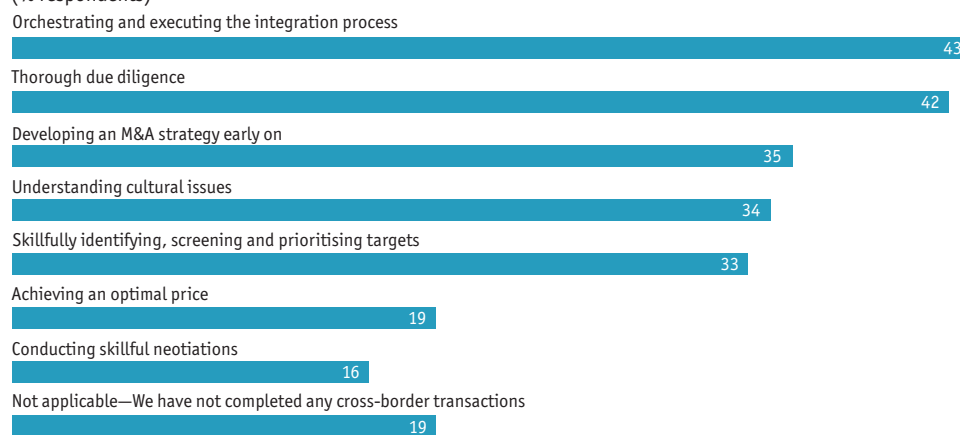 (% respondents)
Orchestrating and executing the integration process
43
Thorough due diligence
42
Developing an M&A strategy early on
35
Understanding cultural issues
34
Skillfully identifying, screening and prioritising targets
33
Achieving an optimal price
19
Conducting skillful neotiations
16
Not applicable—We have not completed any cross-border transactions
19